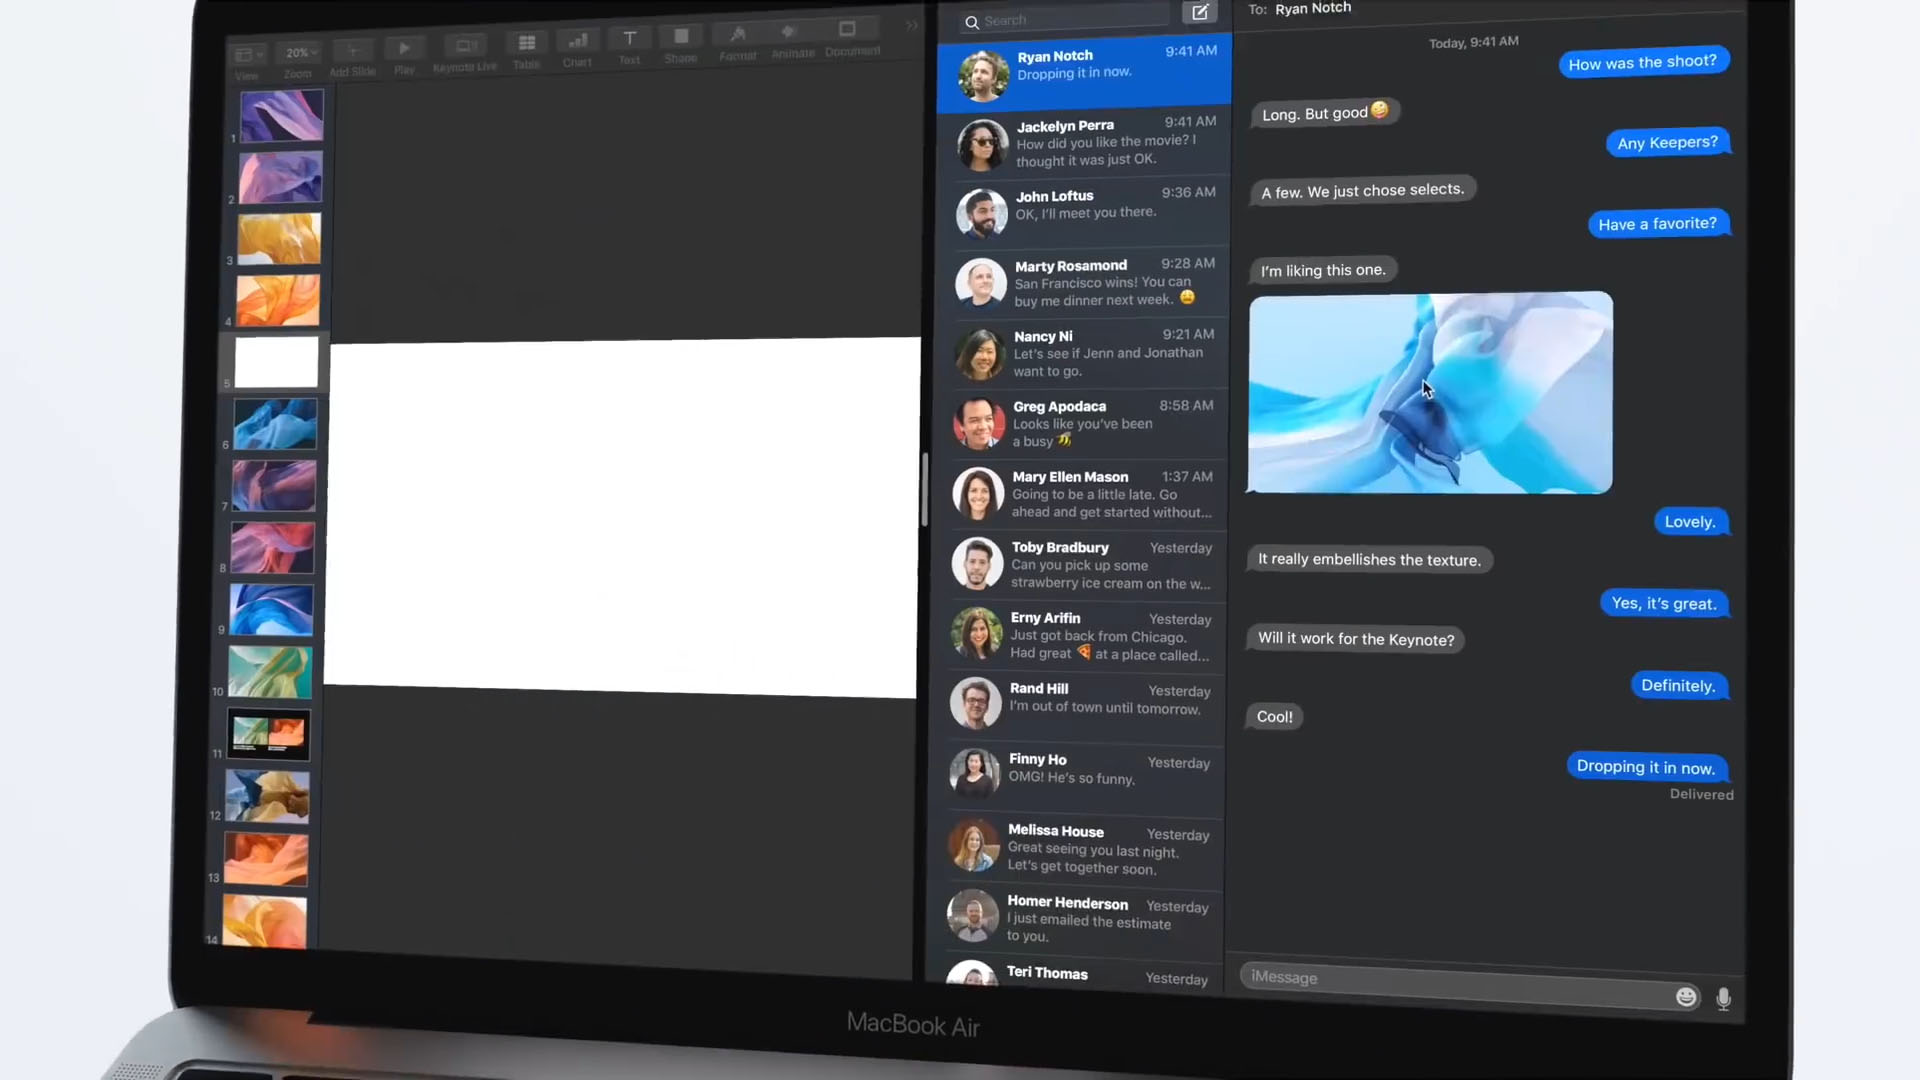 20%
View
Zoom
Add Slide
Play
Keynote Live
Table
Chart
Text
Shape
Format
Animate
Document
1
2
3
4
5
6
7
8
9
10
11
12
13
14
Search
Ryan Notch 9:41 AM
Dropping it in now.
Jackelyn Perra 9:41 AM
How did you like the movie? I
thought it was just OK.
John Loftus 9:36 AM
OK, I'll meet you there.
Marty Rosamond 9:28 AM
San Francisco wins! You can
buy me dinner next week. 😩
Nancy Ni 9:21 AM
Let's see if Jenn and Jonathan
want to go.
Greg Apodaca 8:58 AM
Looks like you've been
a busy 🐝
Mary Ellen Mason 1:37 AM
Going to be a little late. Go
ahead and get started without...
Toby Bradbury Yesterday
Can you pick up some
strawberry ice cream on the w...
Erny Arifin Yesterday
Just got back from Chicago.
Had great 🍕 at a place called...
Rand Hill Yesterday
I'm out of town until tomorrow.
Finny Ho Yesterday
OMG! He's so funny.
Melissa House Yesterday
Great seeing you last night.
Let's get together soon.
Homer Henderson Yesterday
I just emailed the estimate
to you.
Teri Thomas Yesterday
To: Ryan Notch
Today, 9:41 AM
How was the shoot?
Long. But good🤪
Any Keepers?
A few. We just chose selects.
Have a favorite?
I'm liking this one.
Lovely.
It really embellishes the texture.
Yes, it's great.
Will it work for the Keynote?
Definitely.
Cool!
Dropping it in now.
Delivered
iMessage
MacBook Air